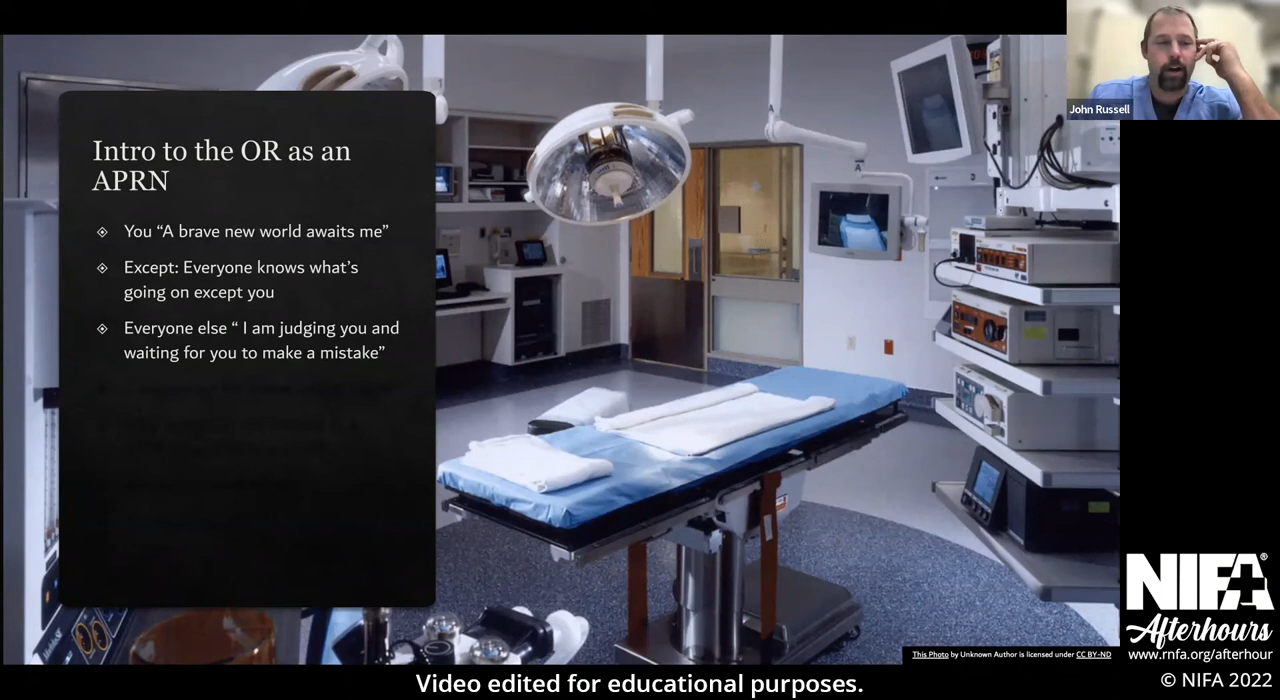 John Russell
Intro to the OR as an
APRN
You “A brave new world awaits me”
Except: Everyone knows what’s
going on except you
Everyone else “ I am judging you and
waiting for you to make a mistake”
This Photo by Unknown Author is licensed under CC BY-ND
NIFA®
Afterhours
www.rnfa.org/afterhour
© NIFA 2022
Video edited for educational purposes.